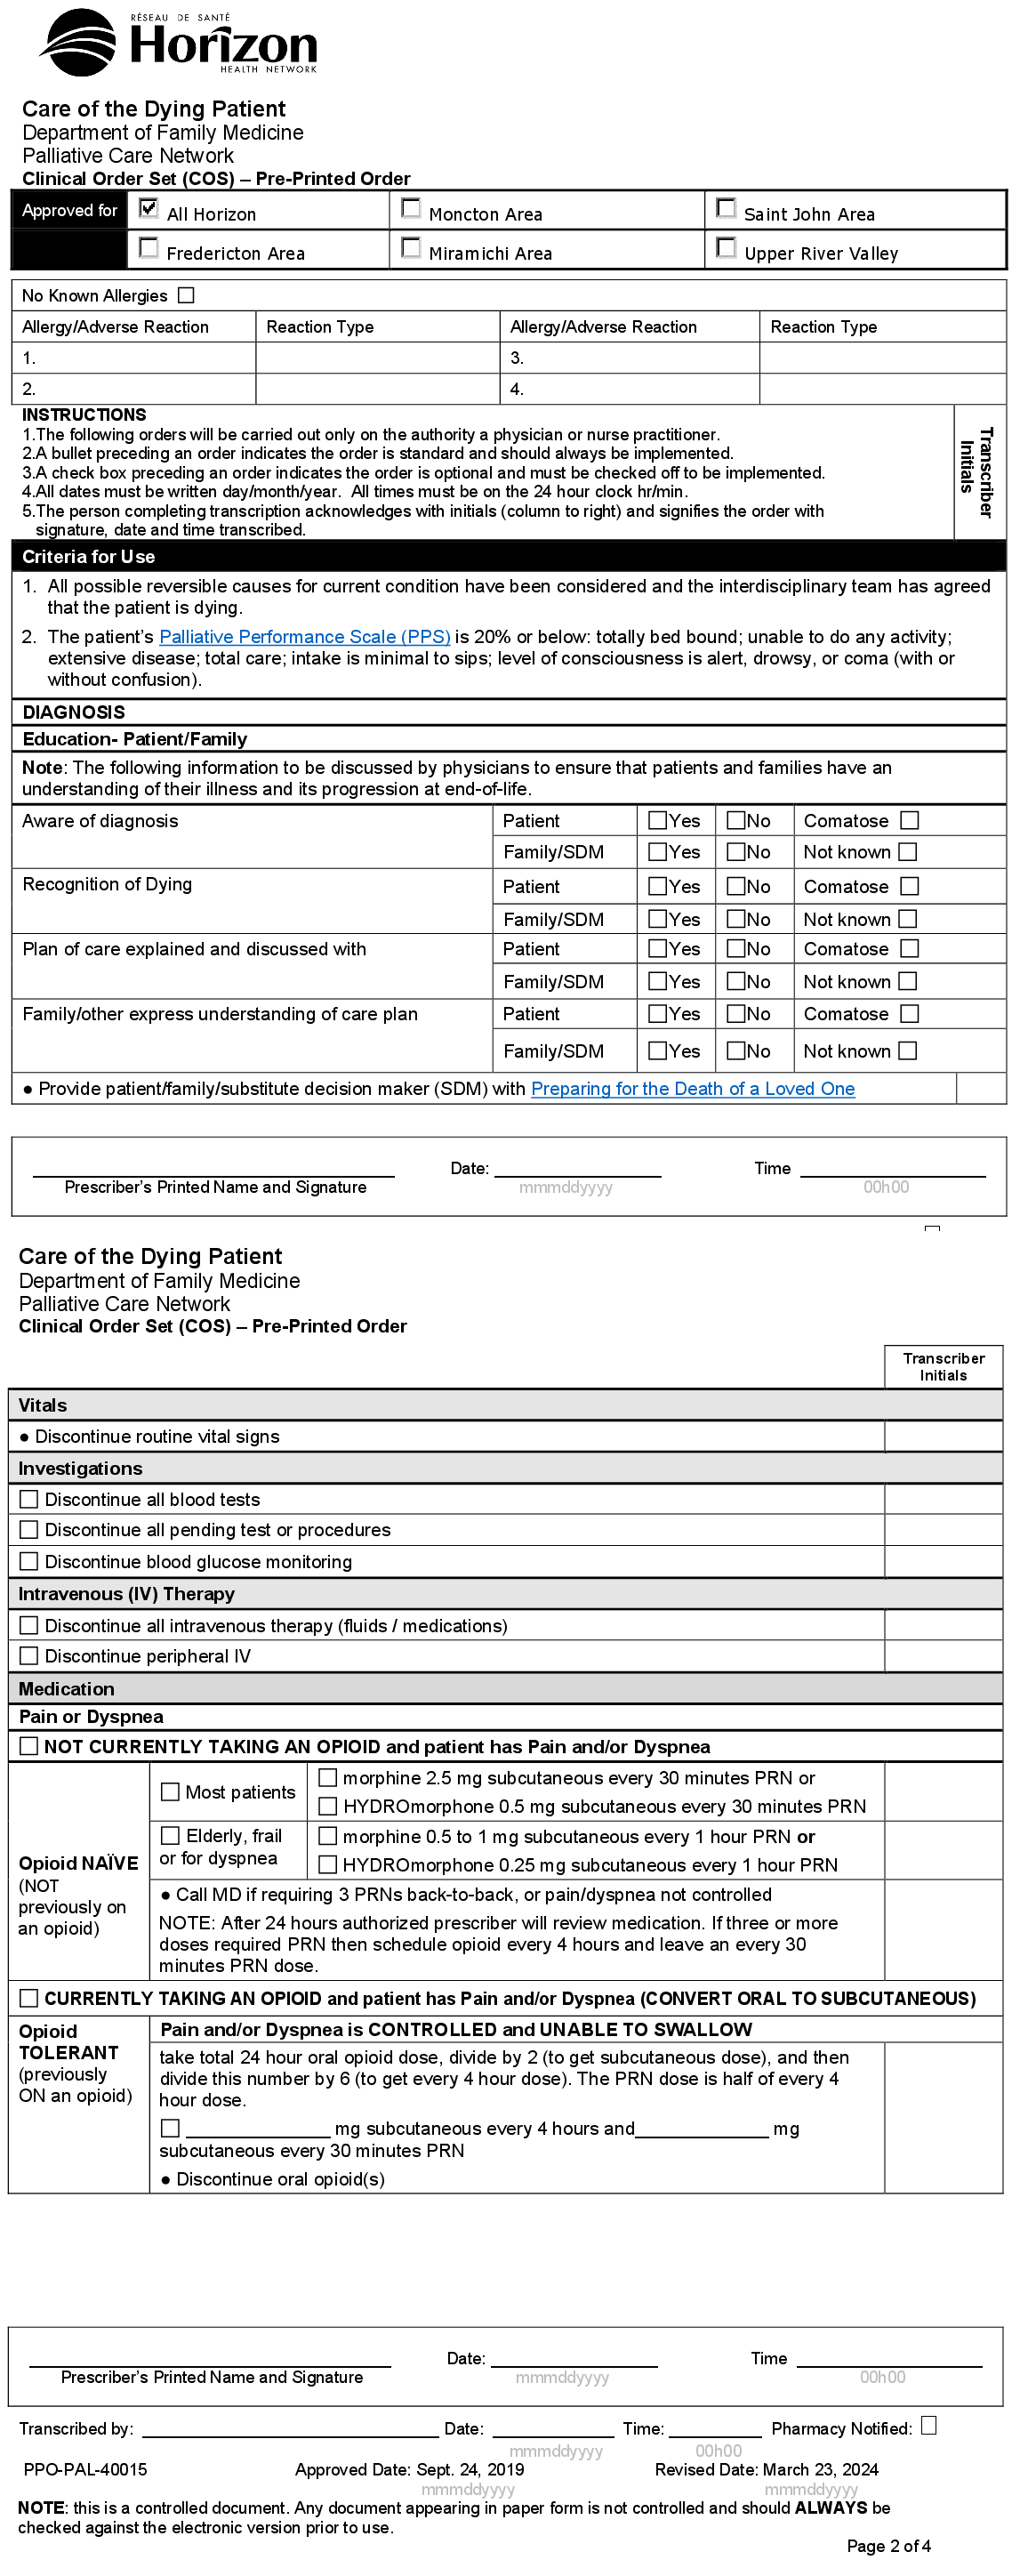 RÉSEAU DE SANTÉ
Horizon
HEALTH NETWORK
Care of the Dying Patient
Department of Family Medicine
Palliative Care Network
Clinical Order Set (COS) – Pre-Printed Order
Approved for ☑ All Horizon ☐ Moncton Area ☐ Saint John Area
☐ Fredericton Area ☐ Miramichi Area ☐ Upper River Valley
No Known Allergies ☐
Allergy/Adverse Reaction Reaction Type Allergy/Adverse Reaction Reaction Type
1. 3.
2. 4.
INSTRUCTIONS
1.The following orders will be carried out only on the authority a physician or nurse practitioner.
2.A bullet preceding an order indicates the order is standard and should always be implemented.
3.A check box preceding an order indicates the order is optional and must be checked off to be implemented.
4.All dates must be written day/month/year. All times must be on the 24 hour clock hr/min.
5.The person completing transcription acknowledges with initials (column to right) and signifies the order with
signature, date and time transcribed.
Transcriber
Initials
Criteria for Use
1. All possible reversible causes for current condition have been considered and the interdisciplinary team has agreed
that the patient is dying.
2. The patient's Palliative Performance Scale (PPS) is 20% or below: totally bed bound; unable to do any activity;
extensive disease; total care; intake is minimal to sips; level of consciousness is alert, drowsy, or coma (with or
without confusion).
DIAGNOSIS
Education- Patient/Family
Note: The following information to be discussed by physicians to ensure that patients and families have an
understanding of their illness and its progression at end-of-life.
Aware of diagnosis Patient ☐Yes ☐No Comatose ☐
Family/SDM ☐Yes ☐No Not known ☐
Recognition of Dying Patient ☐Yes ☐No Comatose ☐
Family/SDM ☐Yes ☐No Not known ☐
Plan of care explained and discussed with Patient ☐Yes ☐No Comatose ☐
Family/SDM ☐Yes ☐No Not known ☐
Family/other express understanding of care plan Patient ☐Yes ☐No Comatose ☐
Family/SDM ☐Yes ☐No Not known ☐
● Provide patient/family/substitute decision maker (SDM) with Preparing for the Death of a Loved One
Date: Time
Prescriber's Printed Name and Signature mmmddyyyy 00h00
Care of the Dying Patient
Department of Family Medicine
Palliative Care Network
Clinical Order Set (COS) – Pre-Printed Order
Transcriber
Initials
Vitals
● Discontinue routine vital signs
Investigations
☐ Discontinue all blood tests
☐ Discontinue all pending test or procedures
☐ Discontinue blood glucose monitoring
Intravenous (IV) Therapy
☐ Discontinue all intravenous therapy (fluids / medications)
☐ Discontinue peripheral IV
Medication
Pain or Dyspnea
☐ NOT CURRENTLY TAKING AN OPIOID and patient has Pain and/or Dyspnea
Opioid NAÏVE
(NOT
previously on
an opioid)
☐ Most patients
☐ morphine 2.5 mg subcutaneous every 30 minutes PRN or
☐ HYDROmorphone 0.5 mg subcutaneous every 30 minutes PRN
☐ Elderly, frail
or for dyspnea
☐ morphine 0.5 to 1 mg subcutaneous every 1 hour PRN or
☐ HYDROmorphone 0.25 mg subcutaneous every 1 hour PRN
● Call MD if requiring 3 PRNs back-to-back, or pain/dyspnea not controlled
NOTE: After 24 hours authorized prescriber will review medication. If three or more
doses required PRN then schedule opioid every 4 hours and leave an every 30
minutes PRN dose.
☐ CURRENTLY TAKING AN OPIOID and patient has Pain and/or Dyspnea (CONVERT ORAL TO SUBCUTANEOUS)
Opioid
TOLERANT
(previously
ON an opioid)
Pain and/or Dyspnea is CONTROLLED and UNABLE TO SWALLOW
take total 24 hour oral opioid dose, divide by 2 (to get subcutaneous dose), and then
divide this number by 6 (to get every 4 hour dose). The PRN dose is half of every 4
hour dose.
☐ ______________ mg subcutaneous every 4 hours and_____________ mg
subcutaneous every 30 minutes PRN
● Discontinue oral opioid(s)
Date: Time
Prescriber's Printed Name and Signature mmmddyyyy 00h00
Transcribed by: Date: Time: Pharmacy Notified: ☐
mmmddyyyy 00h00
PPO-PAL-40015 Approved Date: Sept. 24, 2019 Revised Date: March 23, 2024
mmmddyyyy mmmddyyyy
NOTE: this is a controlled document. Any document appearing in paper form is not controlled and should ALWAYS be
checked against the electronic version prior to use.
Page 2 of 4